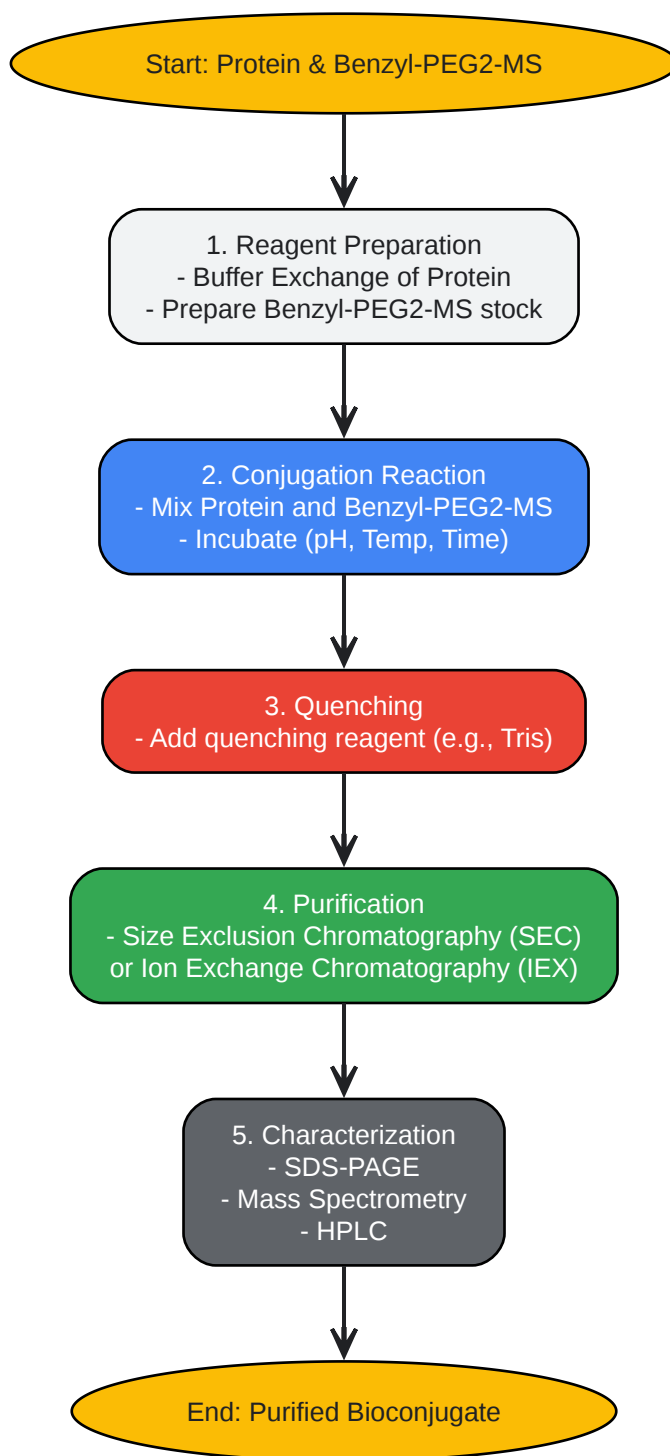 Start: Protein & Benzyl-PEG2-MS
1. Reagent Preparation
- Buffer Exchange of Protein
- Prepare Benzyl-PEG2-MS stock
2. Conjugation Reaction
- Mix Protein and Benzyl-PEG2-MS
- Incubate (pH, Temp, Time)
3. Quenching
- Add quenching reagent (e.g., Tris)
4. Purification
- Size Exclusion Chromatography (SEC)
or Ion Exchange Chromatography (IEX)
5. Characterization
- SDS-PAGE
- Mass Spectrometry
- HPLC
End: Purified Bioconjugate